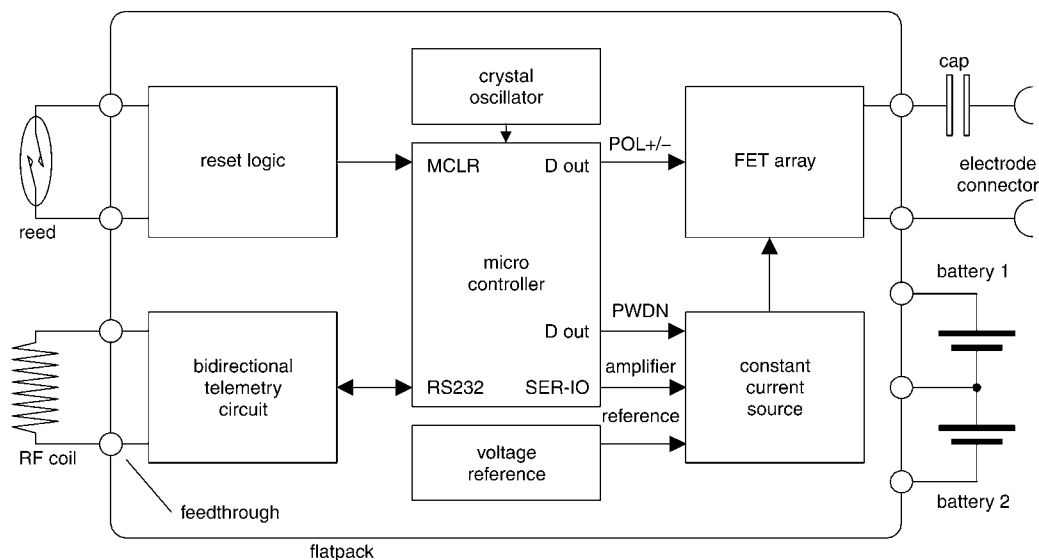 cap
crystal
oscillator
reset logic
MCLR
D out
POL+/–
FET array
electrode
connector
reed
micro
controller
battery 1
D out
PWDN
bidirectional
telemetry
circuit
RS232
SER-IO
amplifier
constant
current
source
reference
RF coil
voltage
reference
feedthrough
battery 2
flatpack